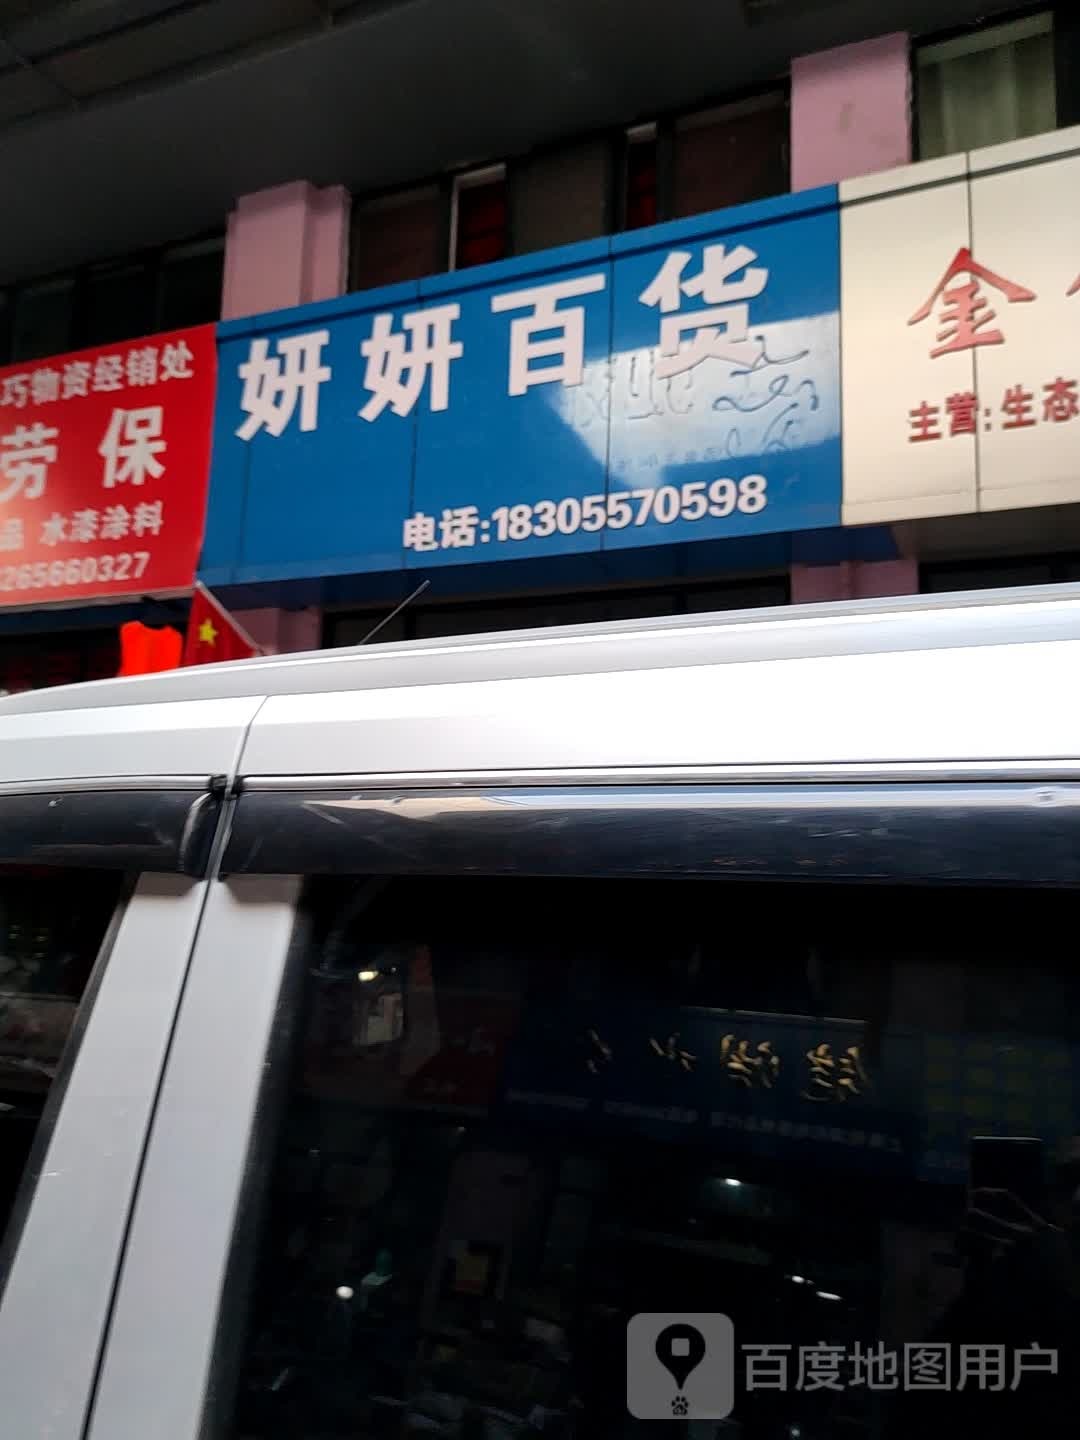 巧物资经销处
劳保
品 水漆涂料
265660327
妍妍百货
电话:18305570598
金
主营:生态
百度地图用户